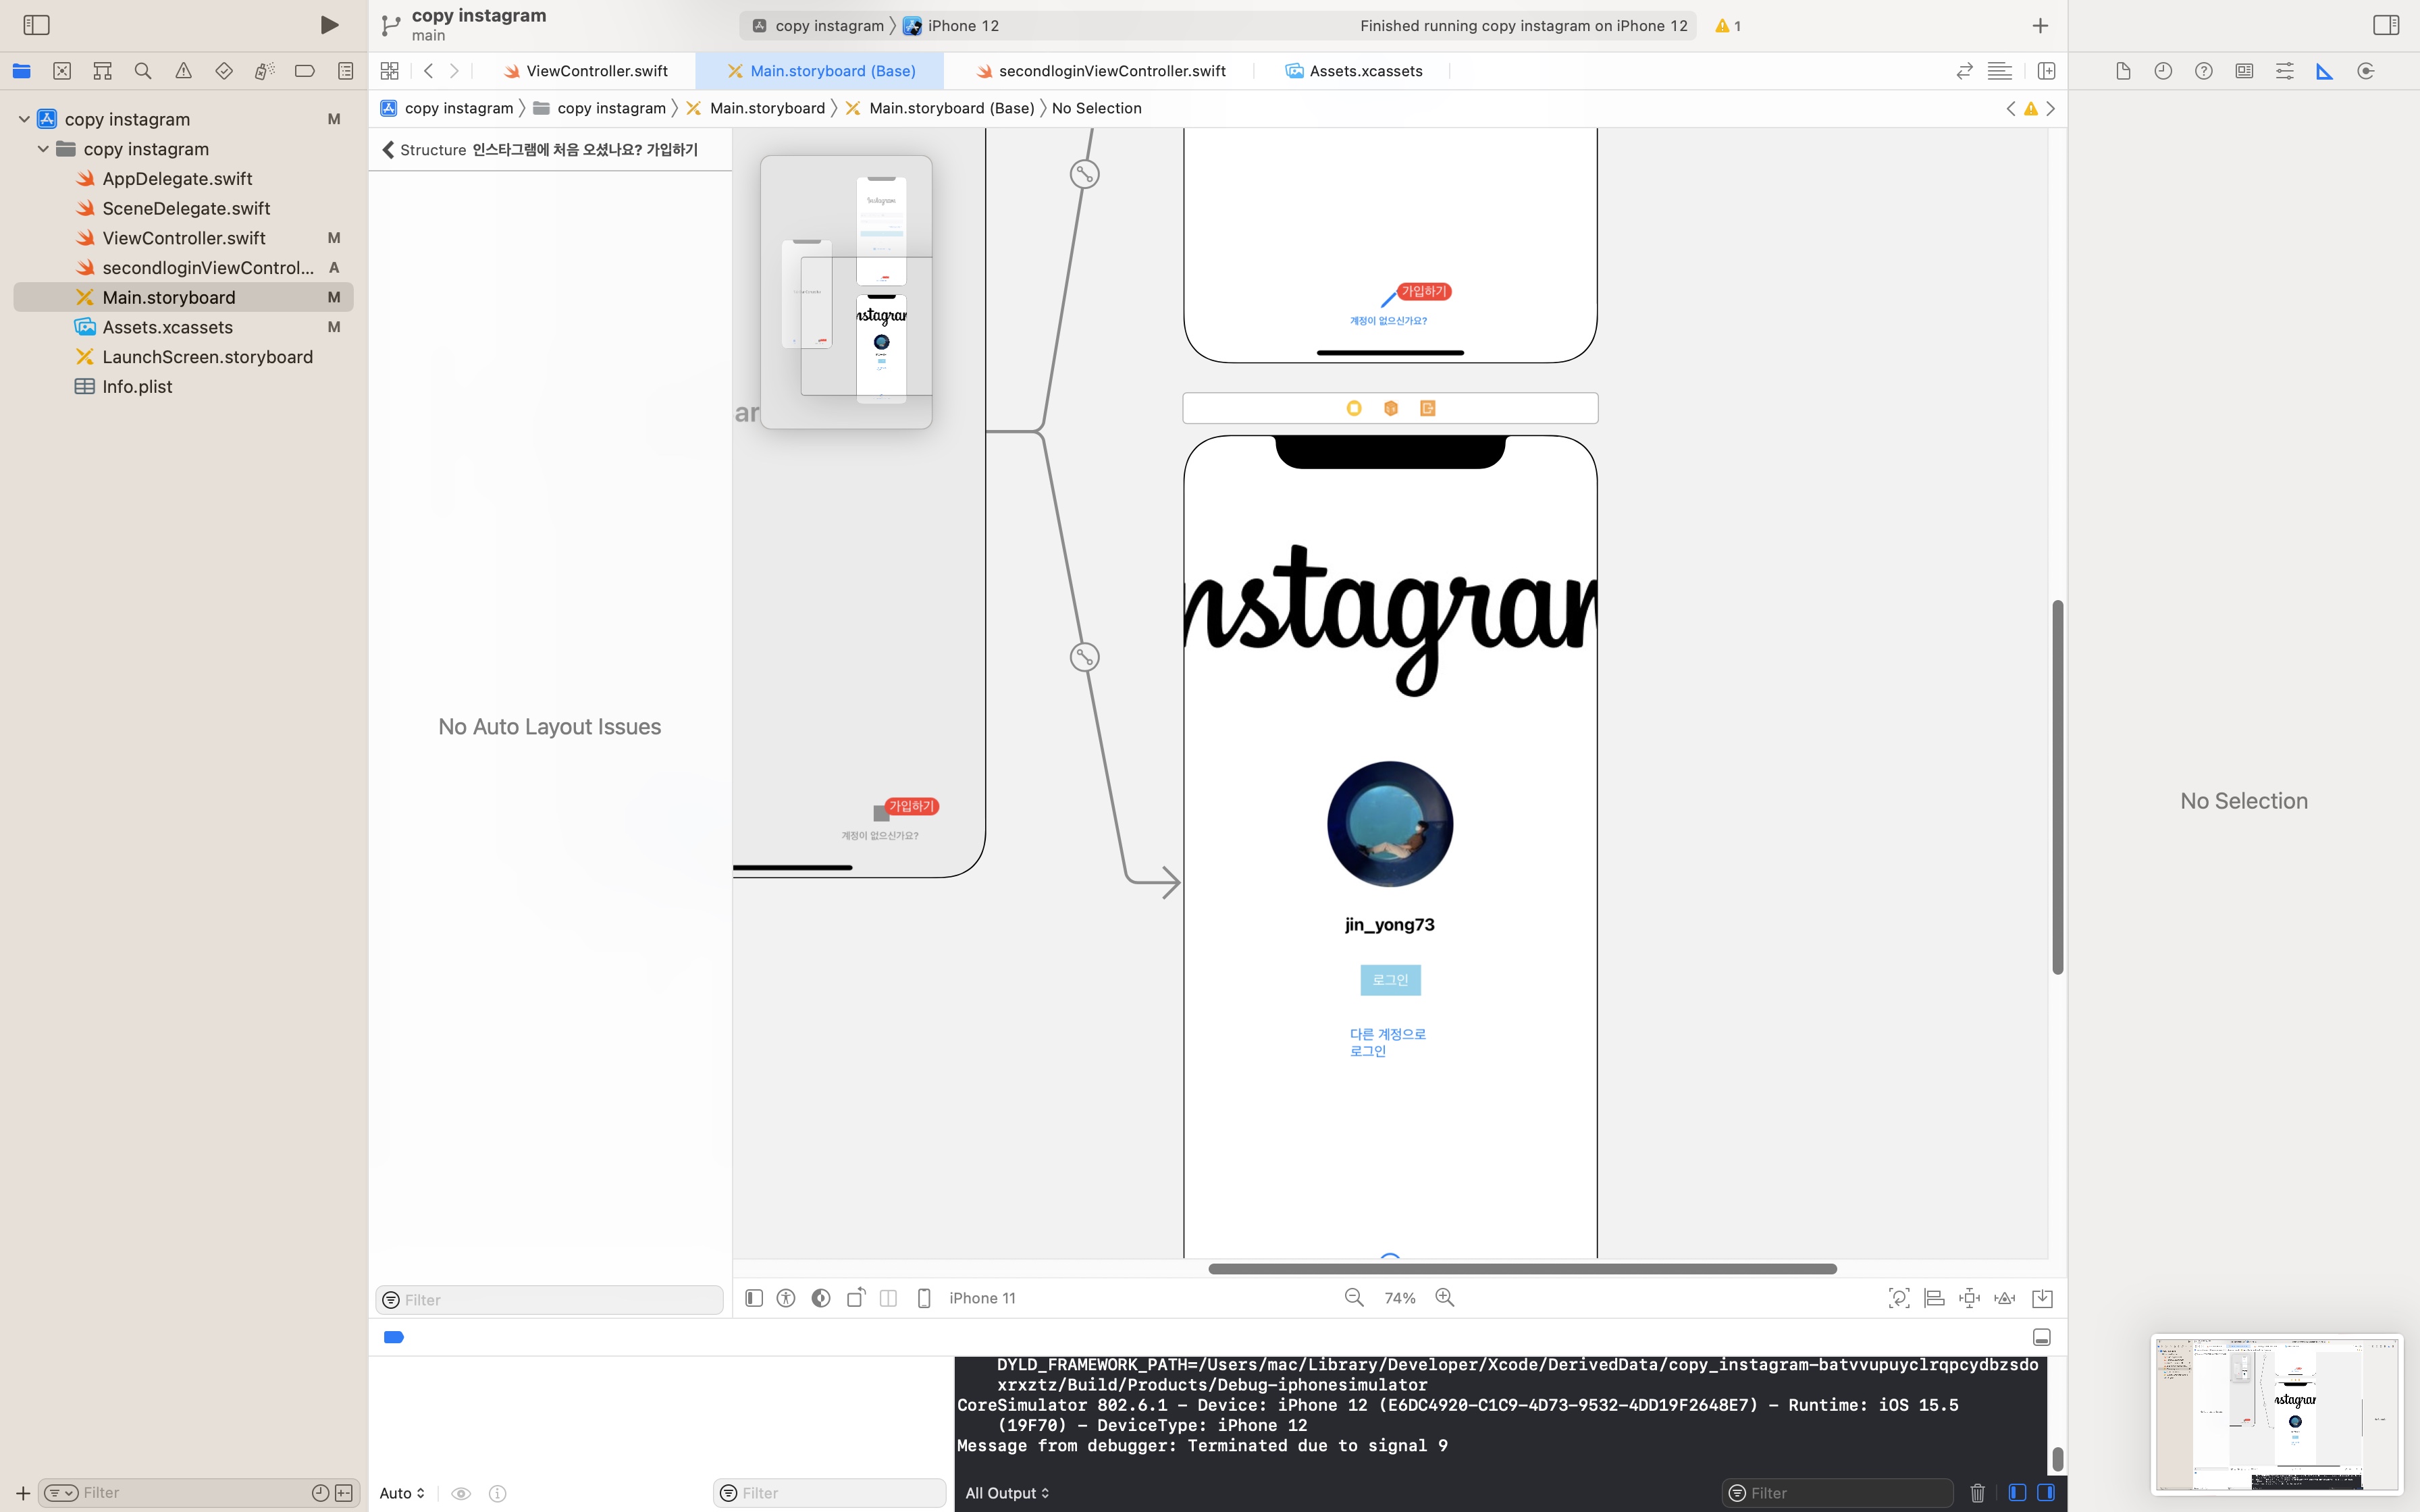 copy instagram
main
copy instagram
iPhone 12
Finished running copy instagram on iPhone 12
1
ViewController.swift
Main.storyboard (Base)
secondloginViewController.swift
Assets.xcassets
copy instagram
copy instagram
Main.storyboard
Main.storyboard (Base)
No Selection
copy instagram M
copy instagram
AppDelegate.swift
SceneDelegate.swift
ViewController.swift M
secondloginViewControl... A
Main.storyboard M
Assets.xcassets M
LaunchScreen.storyboard
Info.plist
Structure 인스타그램에 처음 오셨나요? 가입하기
No Auto Layout Issues
Instagram
nstagram
ar
가입하기
계정이 없으신가요?
가입하기
계정이 없으신가요?
nstagram
jin_yong73
로그인
다른 계정으로
로그인
No Selection
Filter
iPhone 11
74%
DYLD_FRAMEWORK_PATH=/Users/mac/Library/Developer/Xcode/DerivedData/copy_instagram-batvvupuyclrqpcydbzsdo
xrxztz/Build/Products/Debug-iphonesimulator
CoreSimulator 802.6.1 - Device: iPhone 12 (E6DC4920-C1C9-4D73-9532-4DD19F2648E7) - Runtime: iOS 15.5
(19F70) - DeviceType: iPhone 12
Message from debugger: Terminated due to signal 9
Filter
Auto
Filter
All Output
Filter